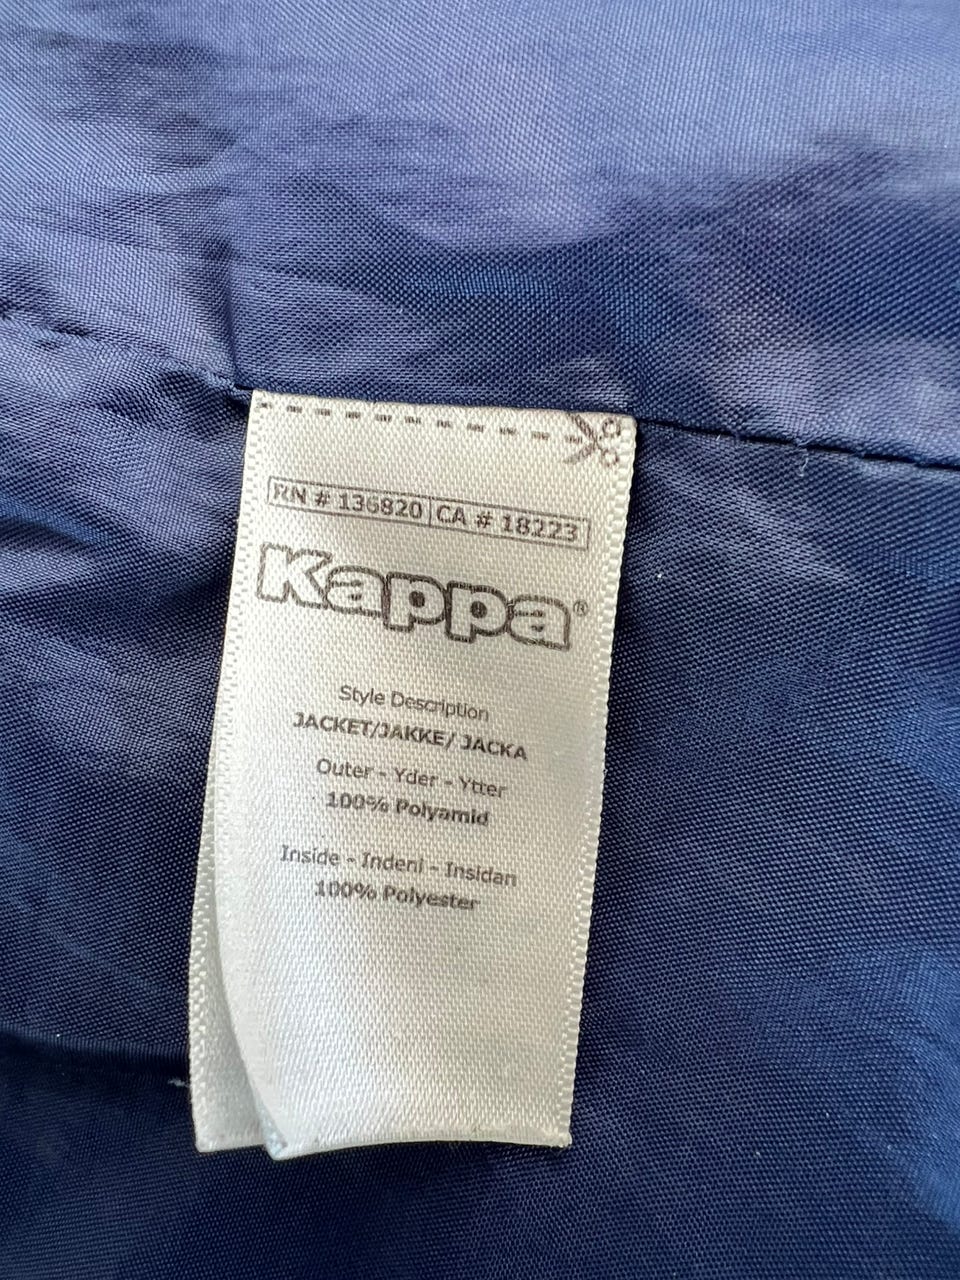 RN # 136820 CA # 18223
Kappa®
Style Description
JACKET/JAKKE/ JACKA
Outer - Yder - Ytter
100% Polyamid
Inside - Indeni - Insidan
100% Polyester